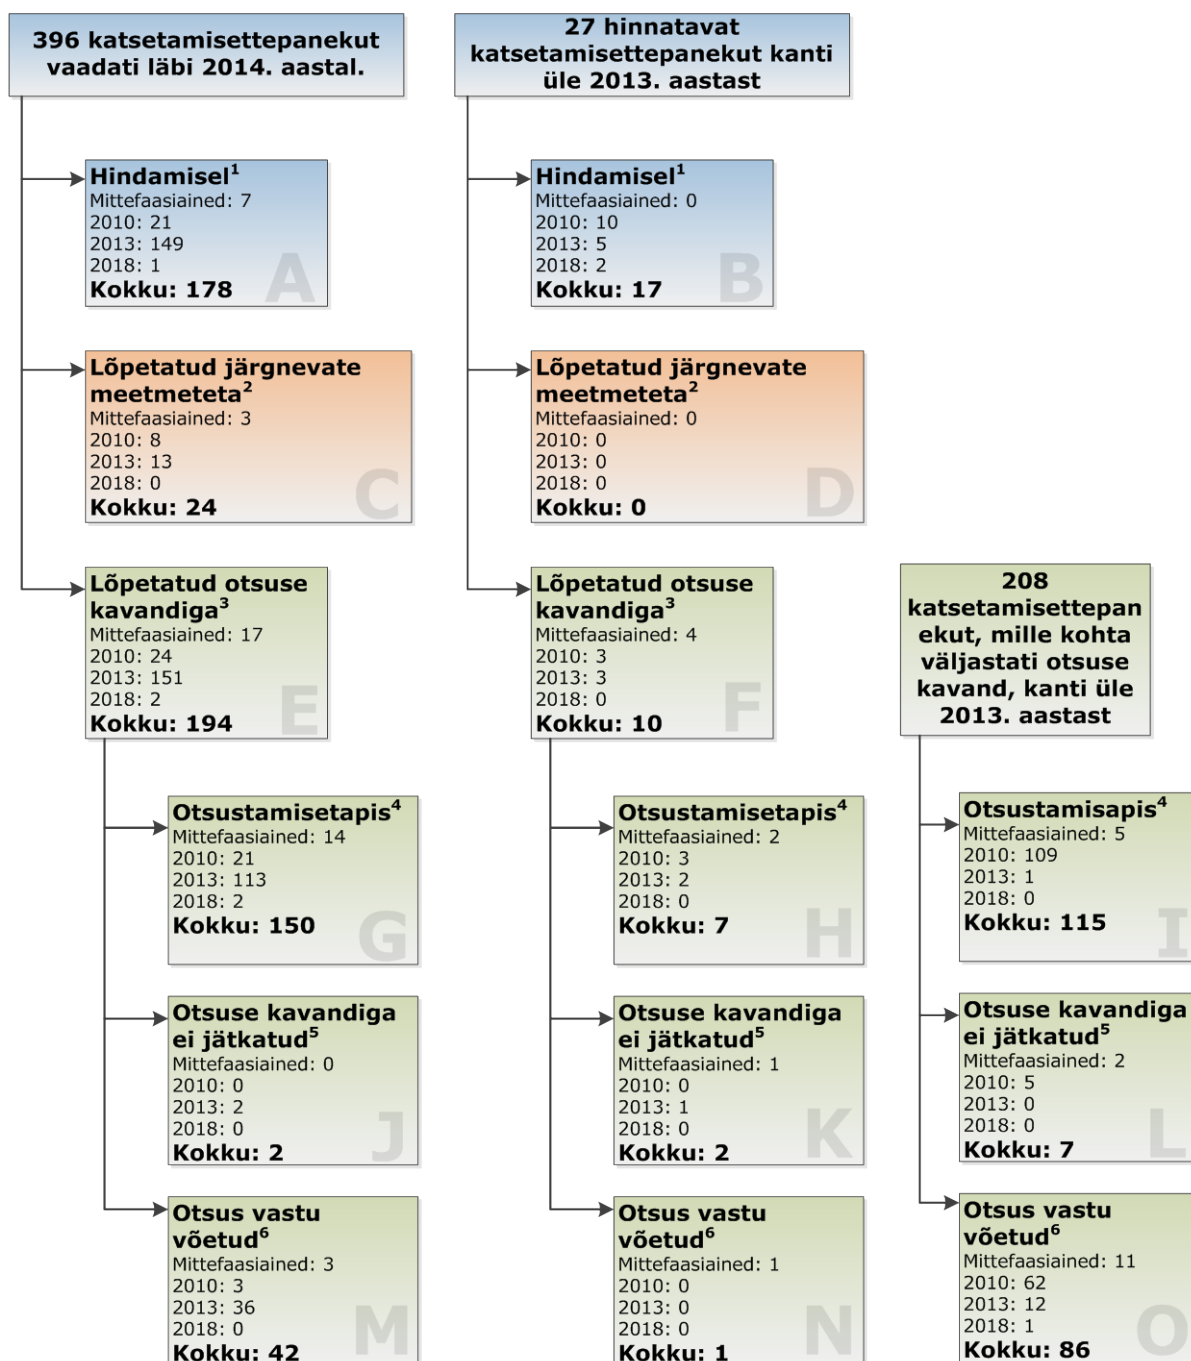 396 katsetamisettepanekut
vaadati läbi 2014. aastal.
Hindamisel¹
Mittefaasiained: 7
2010: 21
2013: 149
2018: 1
Kokku: 178
A
Lõpetatud järgnevate
meetmeteta²
Mittefaasiained: 3
2010: 8
2013: 13
2018: 0
Kokku: 24
C
Lõpetatud otsuse
kavandiga³
Mittefaasiained: 17
2010: 24
2013: 151
2018: 2
Kokku: 194
E
Otsustamisetapis⁴
Mittefaasiained: 14
2010: 21
2013: 113
2018: 2
Kokku: 150
G
Otsuse kavandiga
ei jätkatud⁵
Mittefaasiained: 0
2010: 0
2013: 2
2018: 0
Kokku: 2
J
Otsus vastu
võetud⁶
Mittefaasiained: 3
2010: 3
2013: 36
2018: 0
Kokku: 42
M
27 hinnatavat
katsetamisettepanekut kanti
üle 2013. aastast
Hindamisel¹
Mittefaasiained: 0
2010: 10
2013: 5
2018: 2
Kokku: 17
B
Lõpetatud järgnevate
meetmeteta²
Mittefaasiained: 0
2010: 0
2013: 0
2018: 0
Kokku: 0
D
Lõpetatud otsuse
kavandiga³
Mittefaasiained: 4
2010: 3
2013: 3
2018: 0
Kokku: 10
F
Otsustamisetapis⁴
Mittefaasiained: 2
2010: 3
2013: 2
2018: 0
Kokku: 7
H
Otsuse kavandiga
ei jätkatud⁵
Mittefaasiained: 1
2010: 0
2013: 1
2018: 0
Kokku: 2
K
Otsus vastu
võetud⁶
Mittefaasiained: 1
2010: 0
2013: 0
2018: 0
Kokku: 1
N
208
katsetamisettepan
ekut, mille kohta
väljastati otsuse
kavand, kanti üle
2013. aastast
Otsustamisapis⁴
Mittefaasiained: 5
2010: 109
2013: 1
2018: 0
Kokku: 115
I
Otsuse kavandiga
ei jätkatud⁵
Mittefaasiained: 2
2010: 5
2013: 0
2018: 0
Kokku: 7
L
Otsus vastu
võetud⁶
Mittefaasiained: 11
2010: 62
2013: 12
2018: 1
Kokku: 86
O